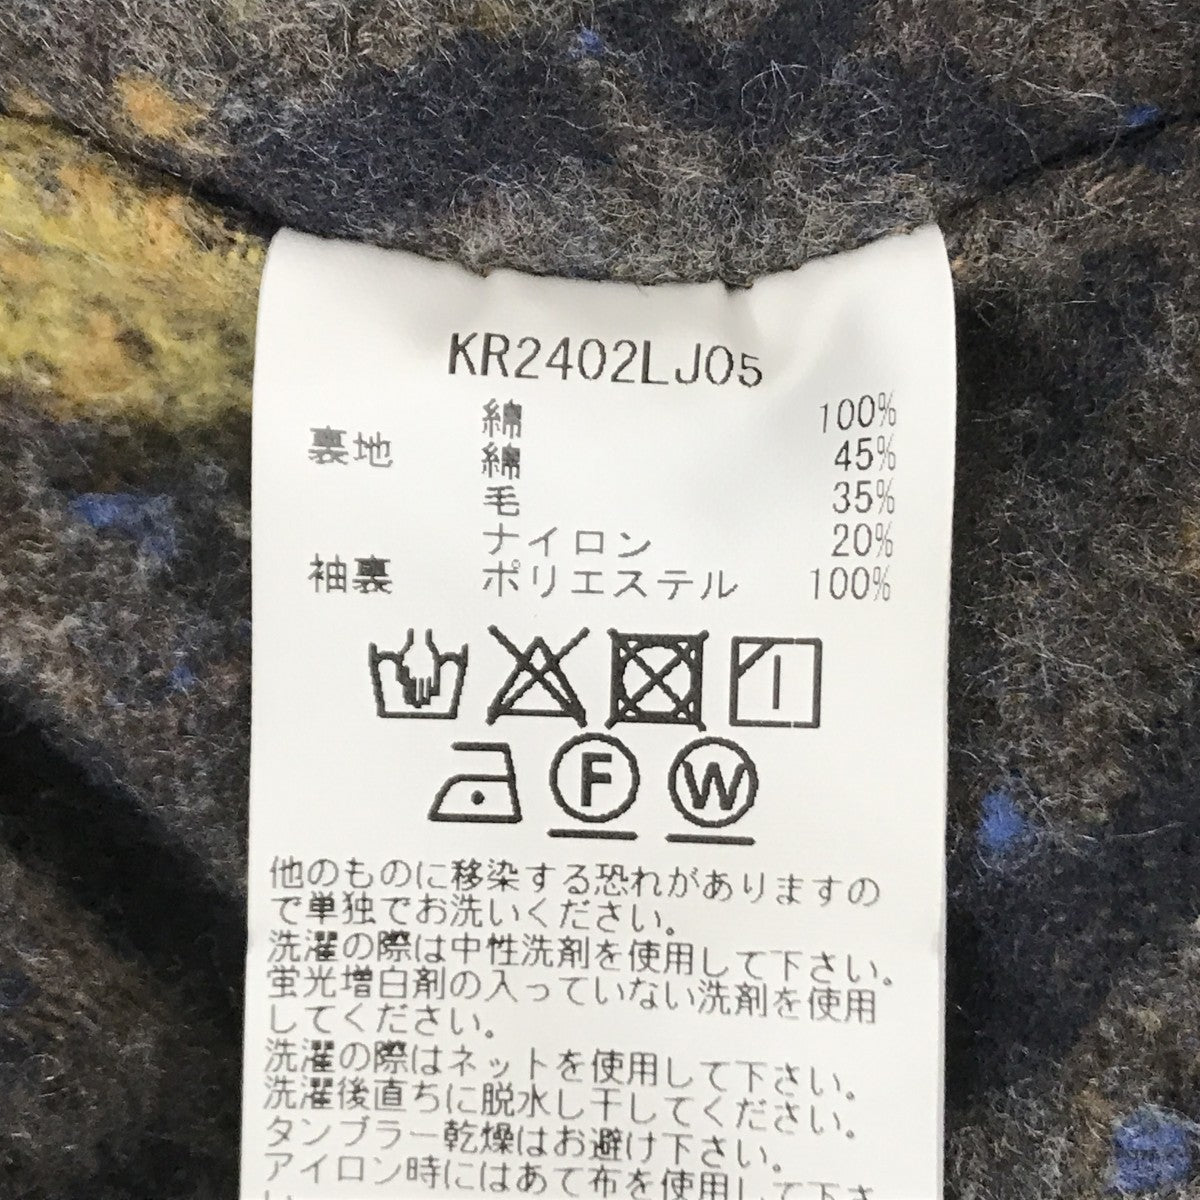 KR2402LJ05
綿 100%
裏地 綿 45%
毛 35%
ナイロン 20%
袖裏 ポリエステル 100%
F W
他のものに移染する恐れがありますの
で単独でお洗いください。
洗濯の際は中性洗剤を使用して下さい。
蛍光増白剤の入っていない洗剤を使用
してください。
洗濯の際はネットを使用して下さい。
洗濯後直ちに脱水し干してください。
タンブラー乾燥はお避け下さい。
アイロン時にはあて布を使用して下さ